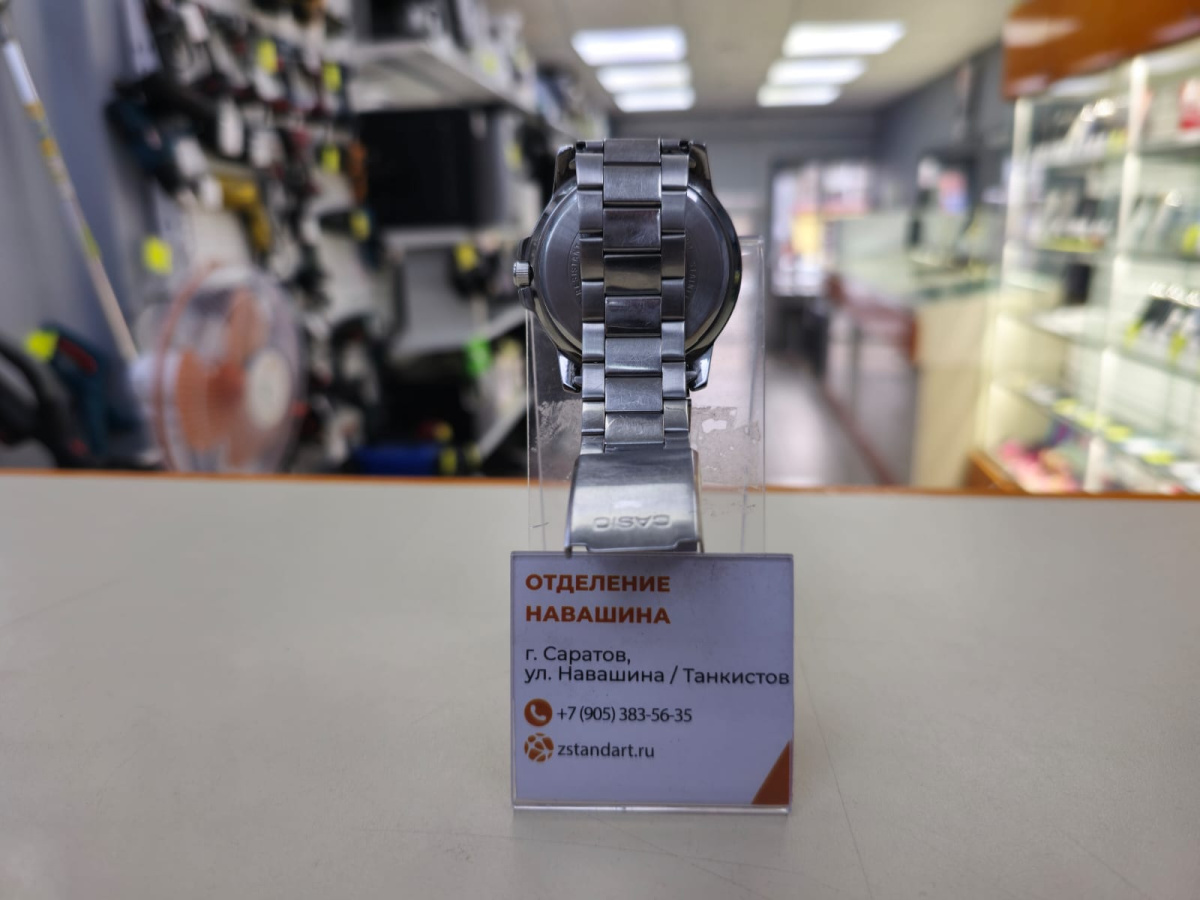 CASIO
ОТДЕЛЕНИЕ
НАВАШИНА
г. Саратов,
ул. Навашина / Танкистов
+7 (905) 383-56-35
zstandart.ru